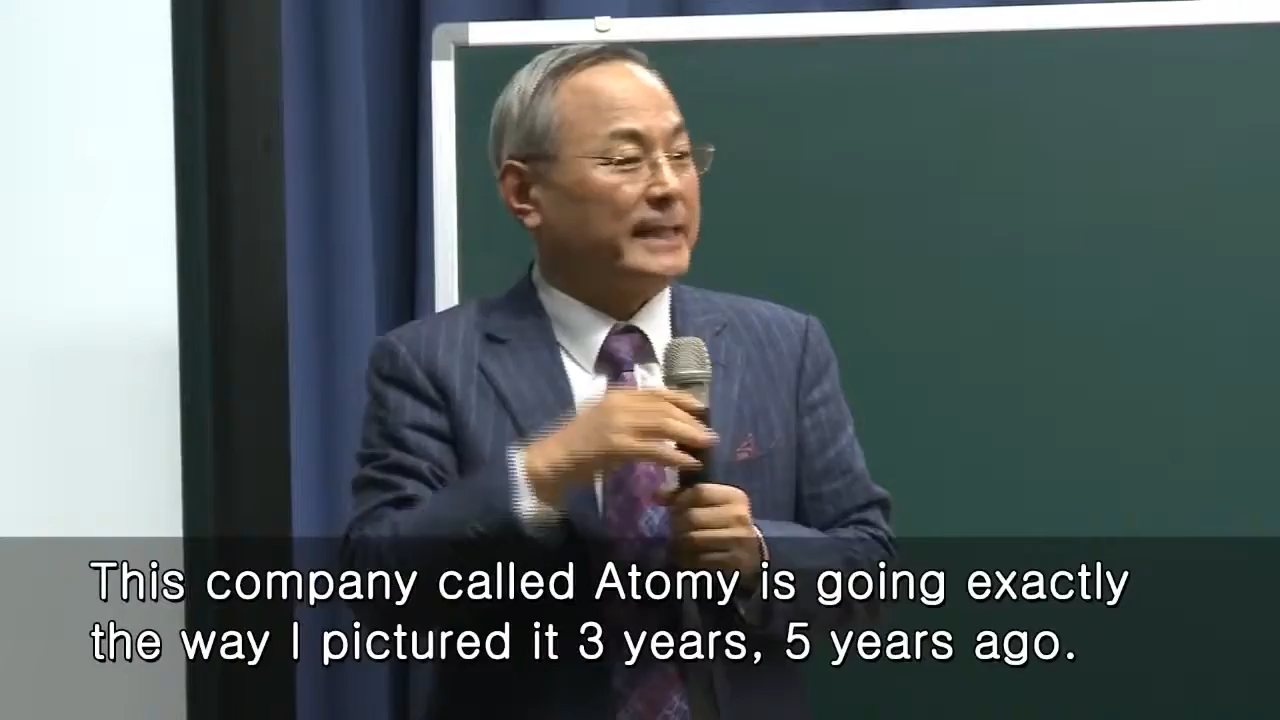 This company called Atomy is going exactly
the way I pictured it 3 years, 5 years ago.